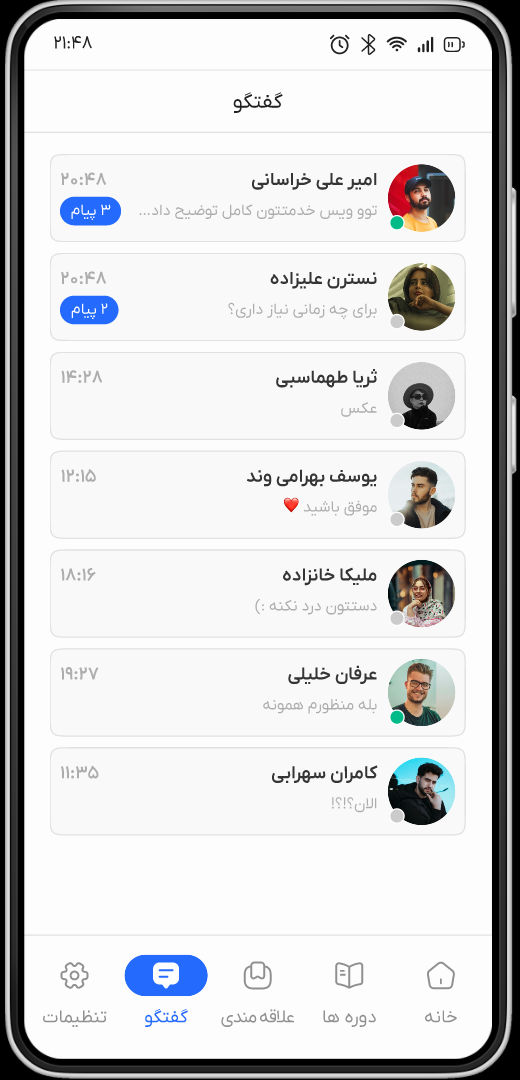 ۲۱:۴۸
گفتگو
امیر علی خراسانی
۲۰:۴۸
توو ویس خدمتتون کامل توضیح داد...
۳ پیام
نسترن علیزاده
۲۰:۴۸
برای چه زمانی نیاز داری؟
۲ پیام
ثریا طهماسبی
۱۴:۲۸
عکس
یوسف بهرامی وند
۱۲:۱۵
موفق باشید ❤️
ملیکا خانزاده
۱۸:۱۶
دستتون درد نکنه :)
عرفان خلیلی
۱۹:۲۷
بله منظورم همونه
کامران سهرابی
۱۱:۳۵
الان؟!؟!
خانه
دوره ها
علاقه مندی
گفتگو
تنظیمات